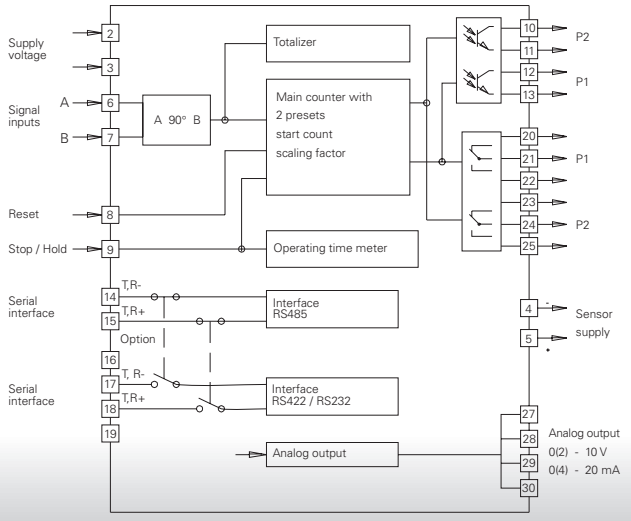 Supply
voltage
2
3
Signal
inputs
A
B
6
7
A 90° B
Totalizer
Main counter with
2 presets
start count
scaling factor
10
11
12
13
P2
P1
20
21
22
23
24
25
P1
P2
Reset
8
Stop / Hold
9
Operating time meter
Serial
interface
14
15
T,R-
T,R+
Interface
RS485
Option
16
Serial
interface
17
18
T, R-
T,R+
Interface
RS422 / RS232
19
4
5
-
Sensor
supply
Analog output
27
28
29
30
Analog output
0(2) - 10 V
0(4) - 20 mA